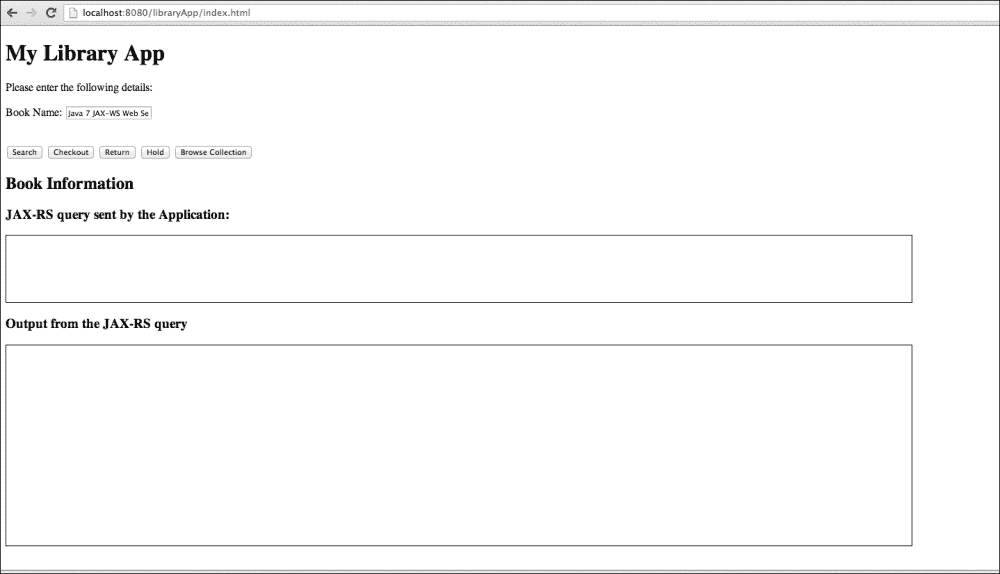 localhost:8080/libraryApp/index.html
My Library App
Please enter the following details:
Book Name: Java 7 JAX-WS Web Se
Search Checkout Return Hold Browse Collection
Book Information
JAX-RS query sent by the Application:
Output from the JAX-RS query